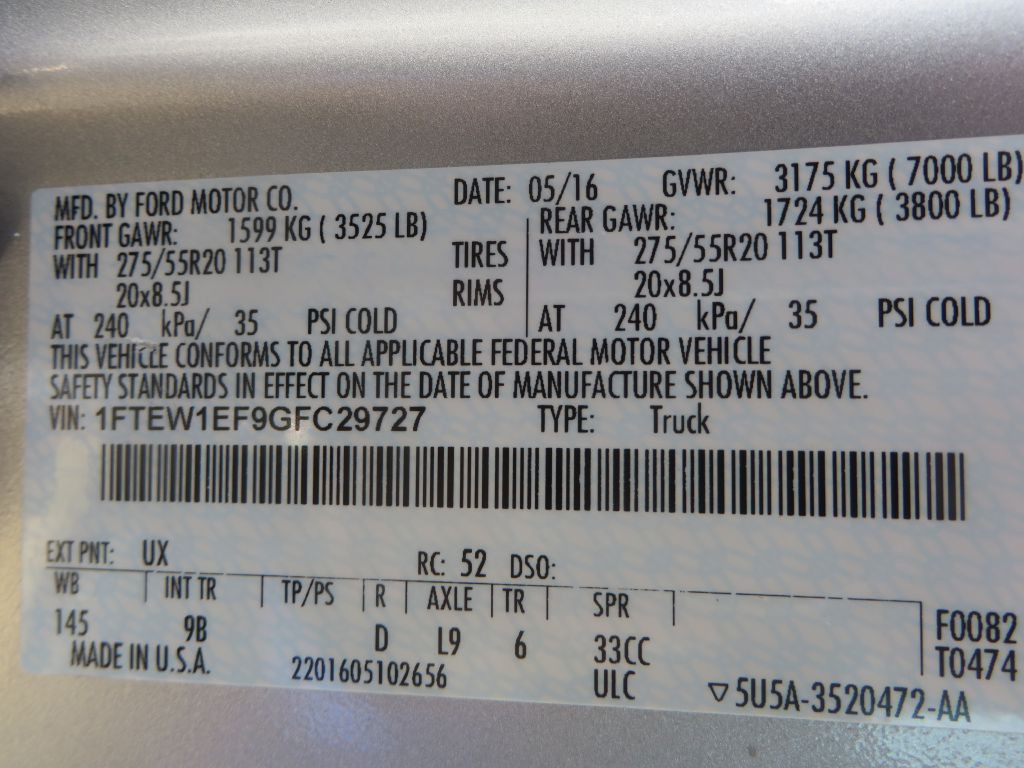 MFD. BY FORD MOTOR CO. DATE: 05/16 GVWR: 3175 KG ( 7000 LB)
FRONT GAWR: 1599 KG ( 3525 LB) REAR GAWR: 1724 KG ( 3800 LB)
WITH 275/55R20 113T TIRES WITH 275/55R20 113T
20x8.5J RIMS 20x8.5J
AT 240 kPa/ 35 PSI COLD AT 240 kPa/ 35 PSI COLD
THIS VEHICLE CONFORMS TO ALL APPLICABLE FEDERAL MOTOR VEHICLE
SAFETY STANDARDS IN EFFECT ON THE DATE OF MANUFACTURE SHOWN ABOVE.
VIN: 1FTEW1EF9GFC29727 TYPE: Truck
EXT PNT: UX RC: 52 DSO:
WB INT TR TP/PS R AXLE TR SPR
145 9B D L9 6 33CC F0082
MADE IN U.S.A. 2201605102656 ULC T0474
▽5U5A-3520472-AA